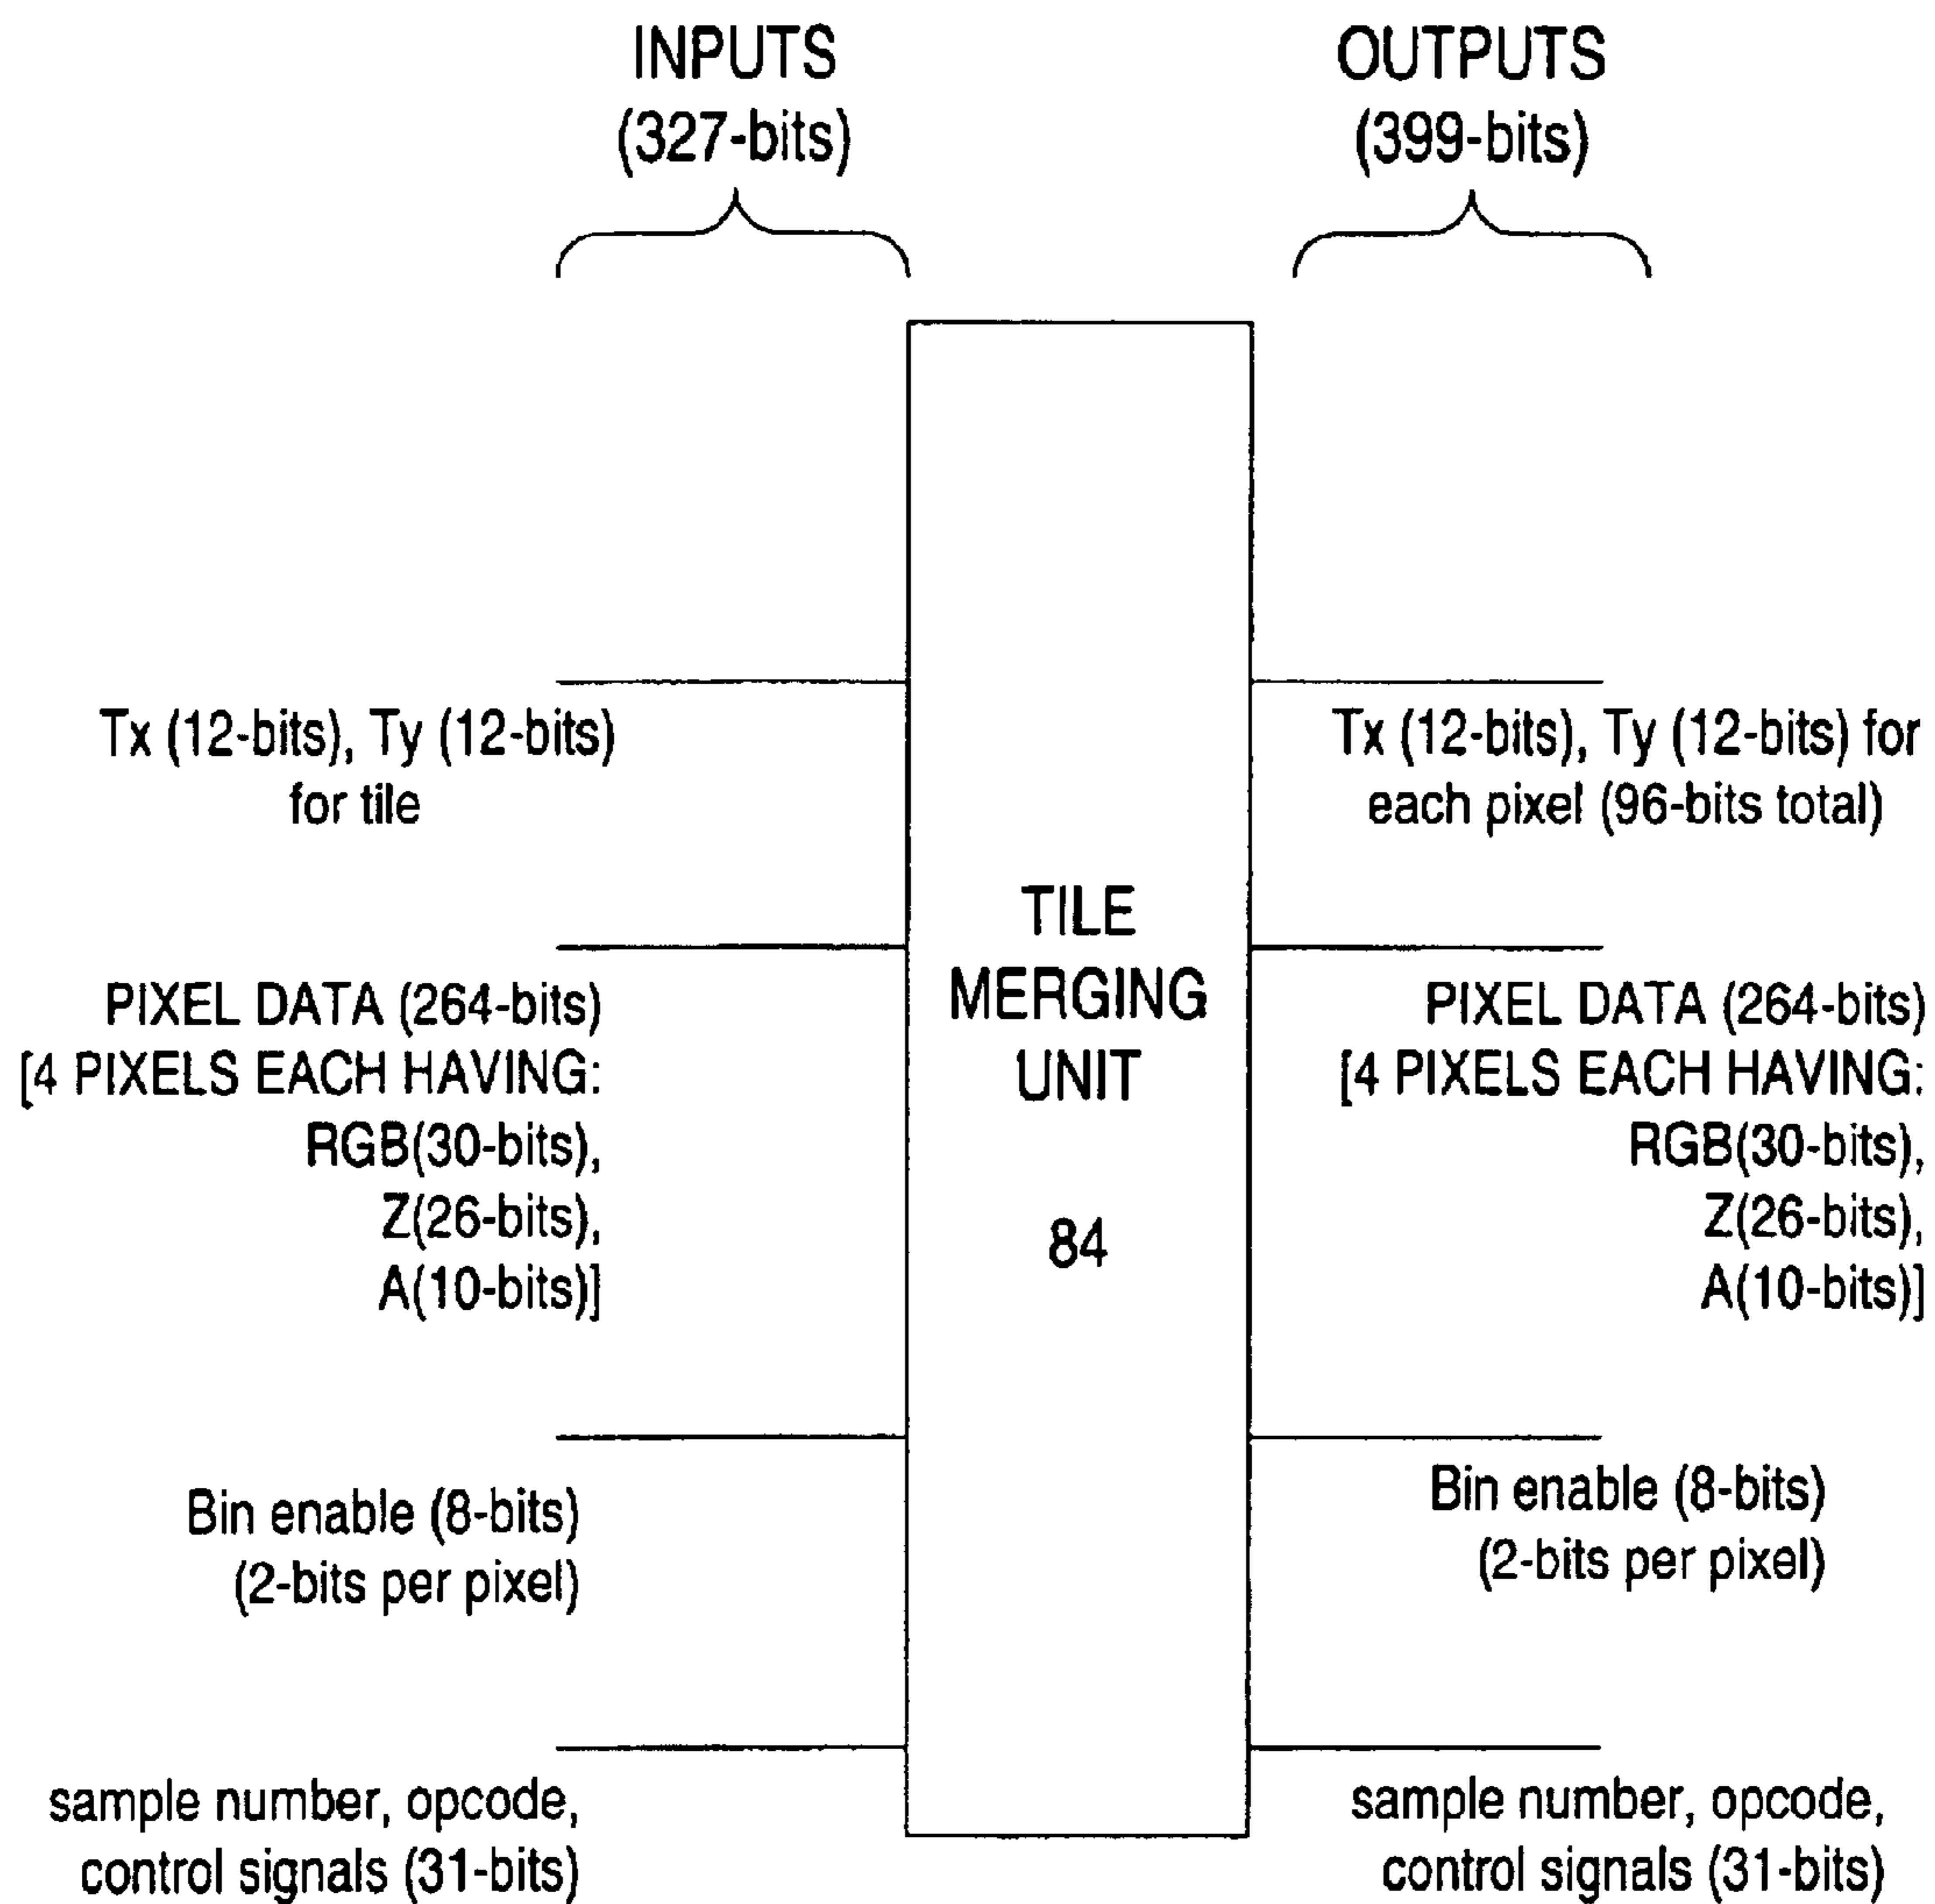 INPUTS
(327-bits)
OUTPUTS
(399-bits)
Tx (12-bits), Ty (12-bits)
for tile
Tx (12-bits), Ty (12-bits) for
each pixel (96-bits total)
TILE
MERGING
UNIT
84
PIXEL DATA (264-bits)
[4 PIXELS EACH HAVING:
RGB(30-bits),
Z(26-bits),
A(10-bits)]
PIXEL DATA (264-bits)
[4 PIXELS EACH HAVING:
RGB(30-bits),
Z(26-bits),
A(10-bits)]
Bin enable (8-bits)
(2-bits per pixel)
Bin enable (8-bits)
(2-bits per pixel)
sample number, opcode,
control signals (31-bits)
sample number, opcode,
control signals (31-bits)